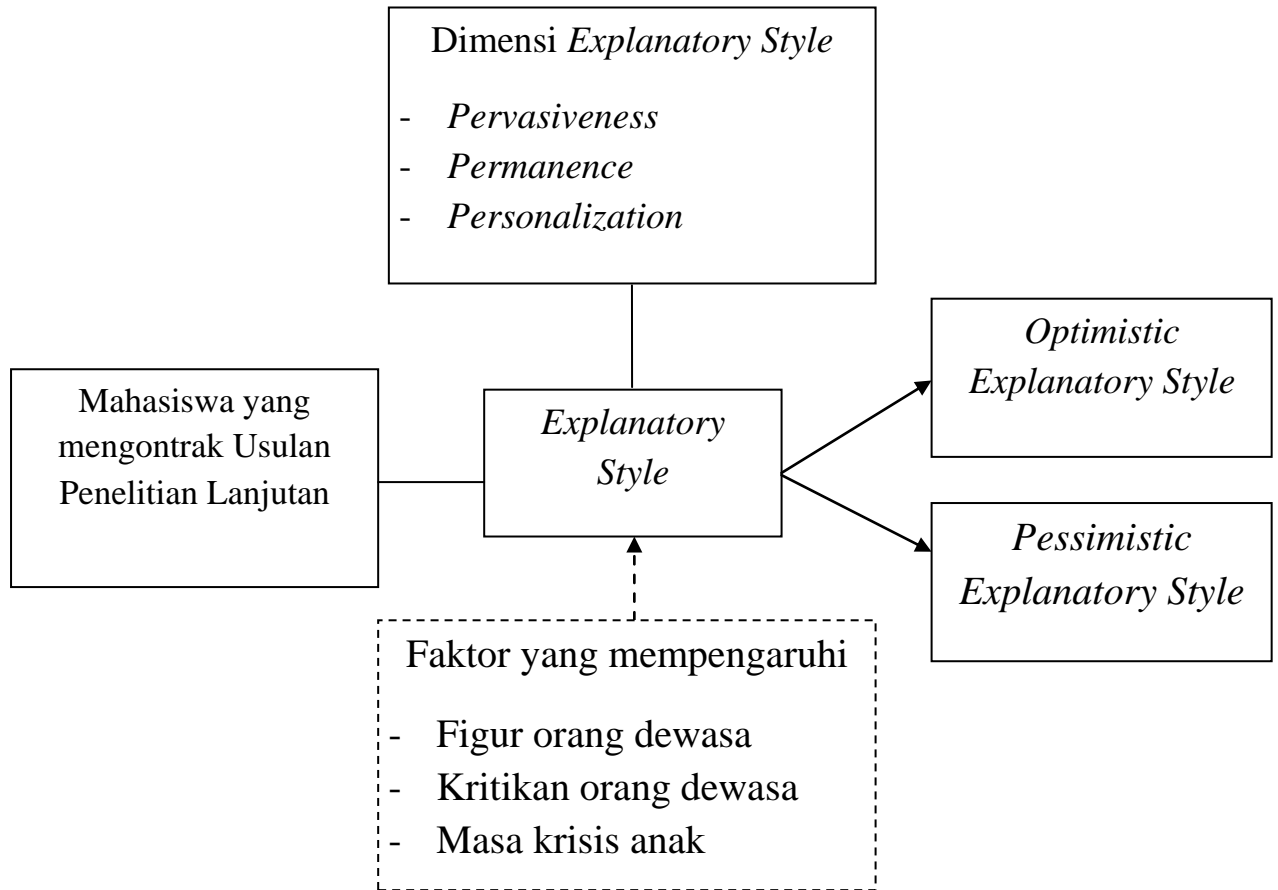 Dimensi Explanatory Style
- Pervasiveness
- Permanence
- Personalization
Mahasiswa yang
mengontrak Usulan
Penelitian Lanjutan
Explanatory
Style
Optimistic
Explanatory Style
Pessimistic
Explanatory Style
Faktor yang mempengaruhi
- Figur orang dewasa
- Kritikan orang dewasa
- Masa krisis anak